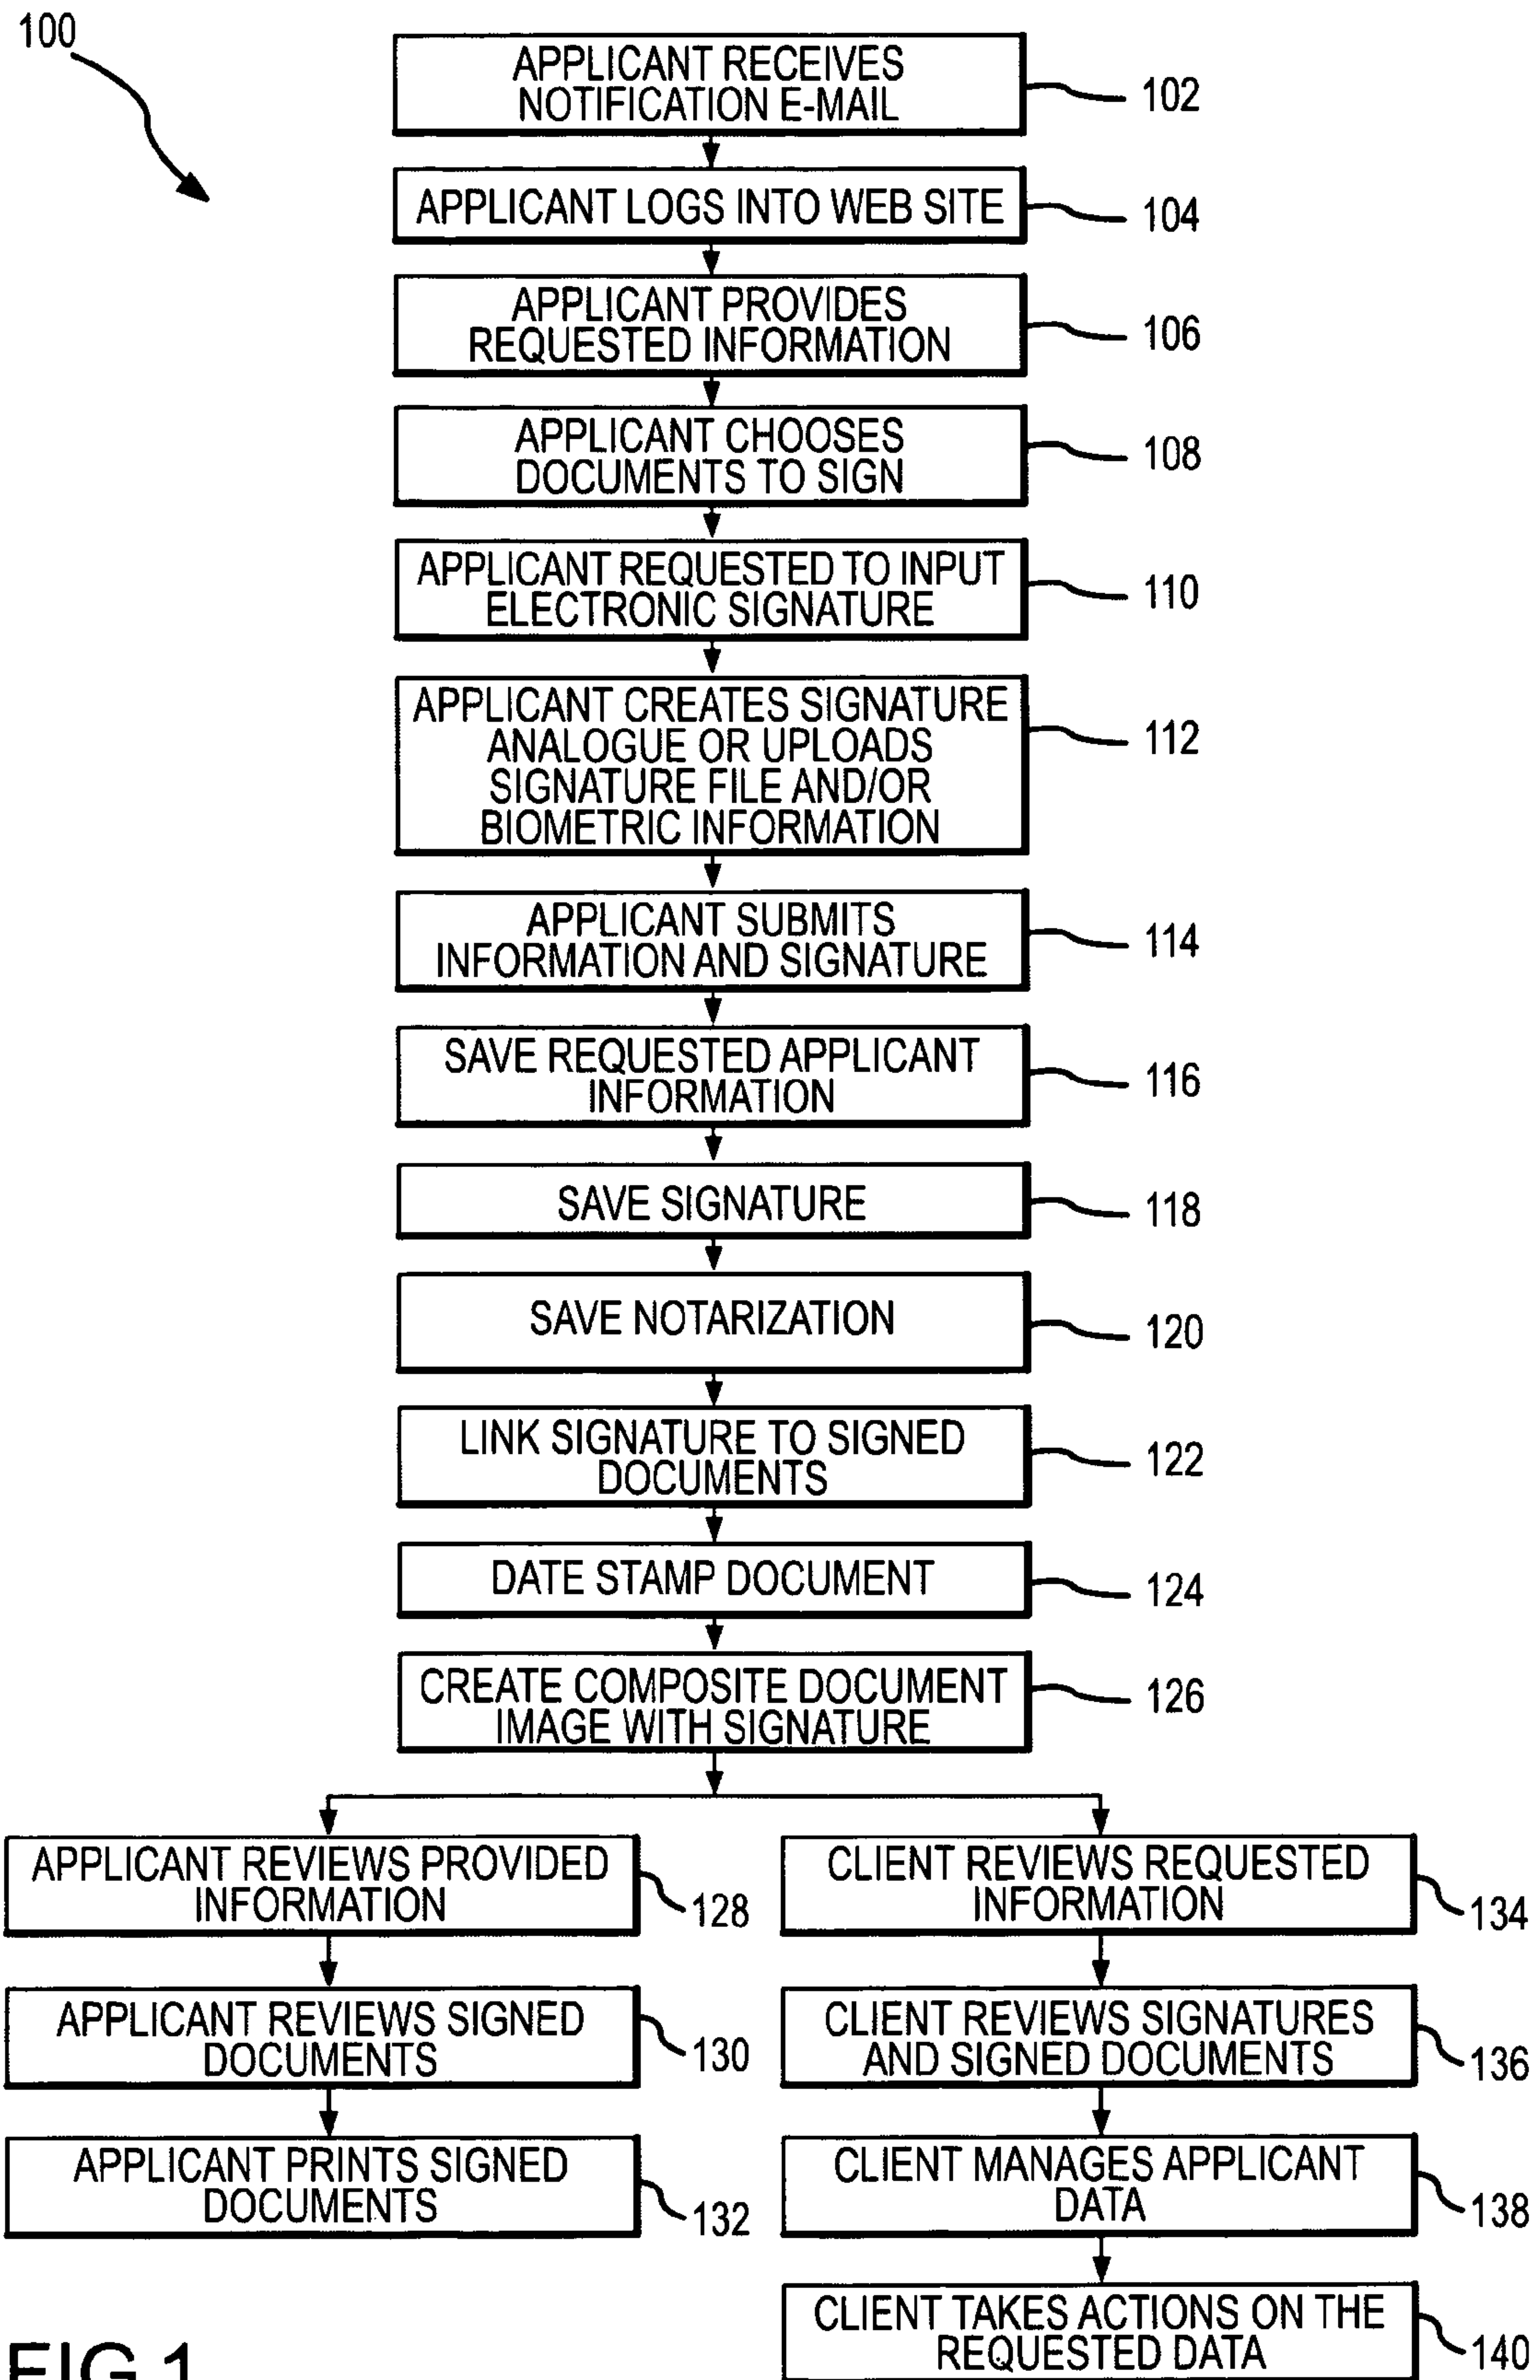 100
APPLICANT RECEIVES
NOTIFICATION E-MAIL
102
APPLICANT LOGS INTO WEB SITE
104
APPLICANT PROVIDES
REQUESTED INFORMATION
106
APPLICANT CHOOSES
DOCUMENTS TO SIGN
108
APPLICANT REQUESTED TO INPUT
ELECTRONIC SIGNATURE
110
APPLICANT CREATES SIGNATURE
ANALOGUE OR UPLOADS
SIGNATURE FILE AND/OR
BIOMETRIC INFORMATION
112
APPLICANT SUBMITS
INFORMATION AND SIGNATURE
114
SAVE REQUESTED APPLICANT
INFORMATION
116
SAVE SIGNATURE
118
SAVE NOTARIZATION
120
LINK SIGNATURE TO SIGNED
DOCUMENTS
122
DATE STAMP DOCUMENT
124
CREATE COMPOSITE DOCUMENT
IMAGE WITH SIGNATURE
126
APPLICANT REVIEWS PROVIDED
INFORMATION
128
APPLICANT REVIEWS SIGNED
DOCUMENTS
130
APPLICANT PRINTS SIGNED
DOCUMENTS
132
CLIENT REVIEWS REQUESTED
INFORMATION
134
CLIENT REVIEWS SIGNATURES
AND SIGNED DOCUMENTS
136
CLIENT MANAGES APPLICANT
DATA
138
CLIENT TAKES ACTIONS ON THE
REQUESTED DATA
140
FIG.1